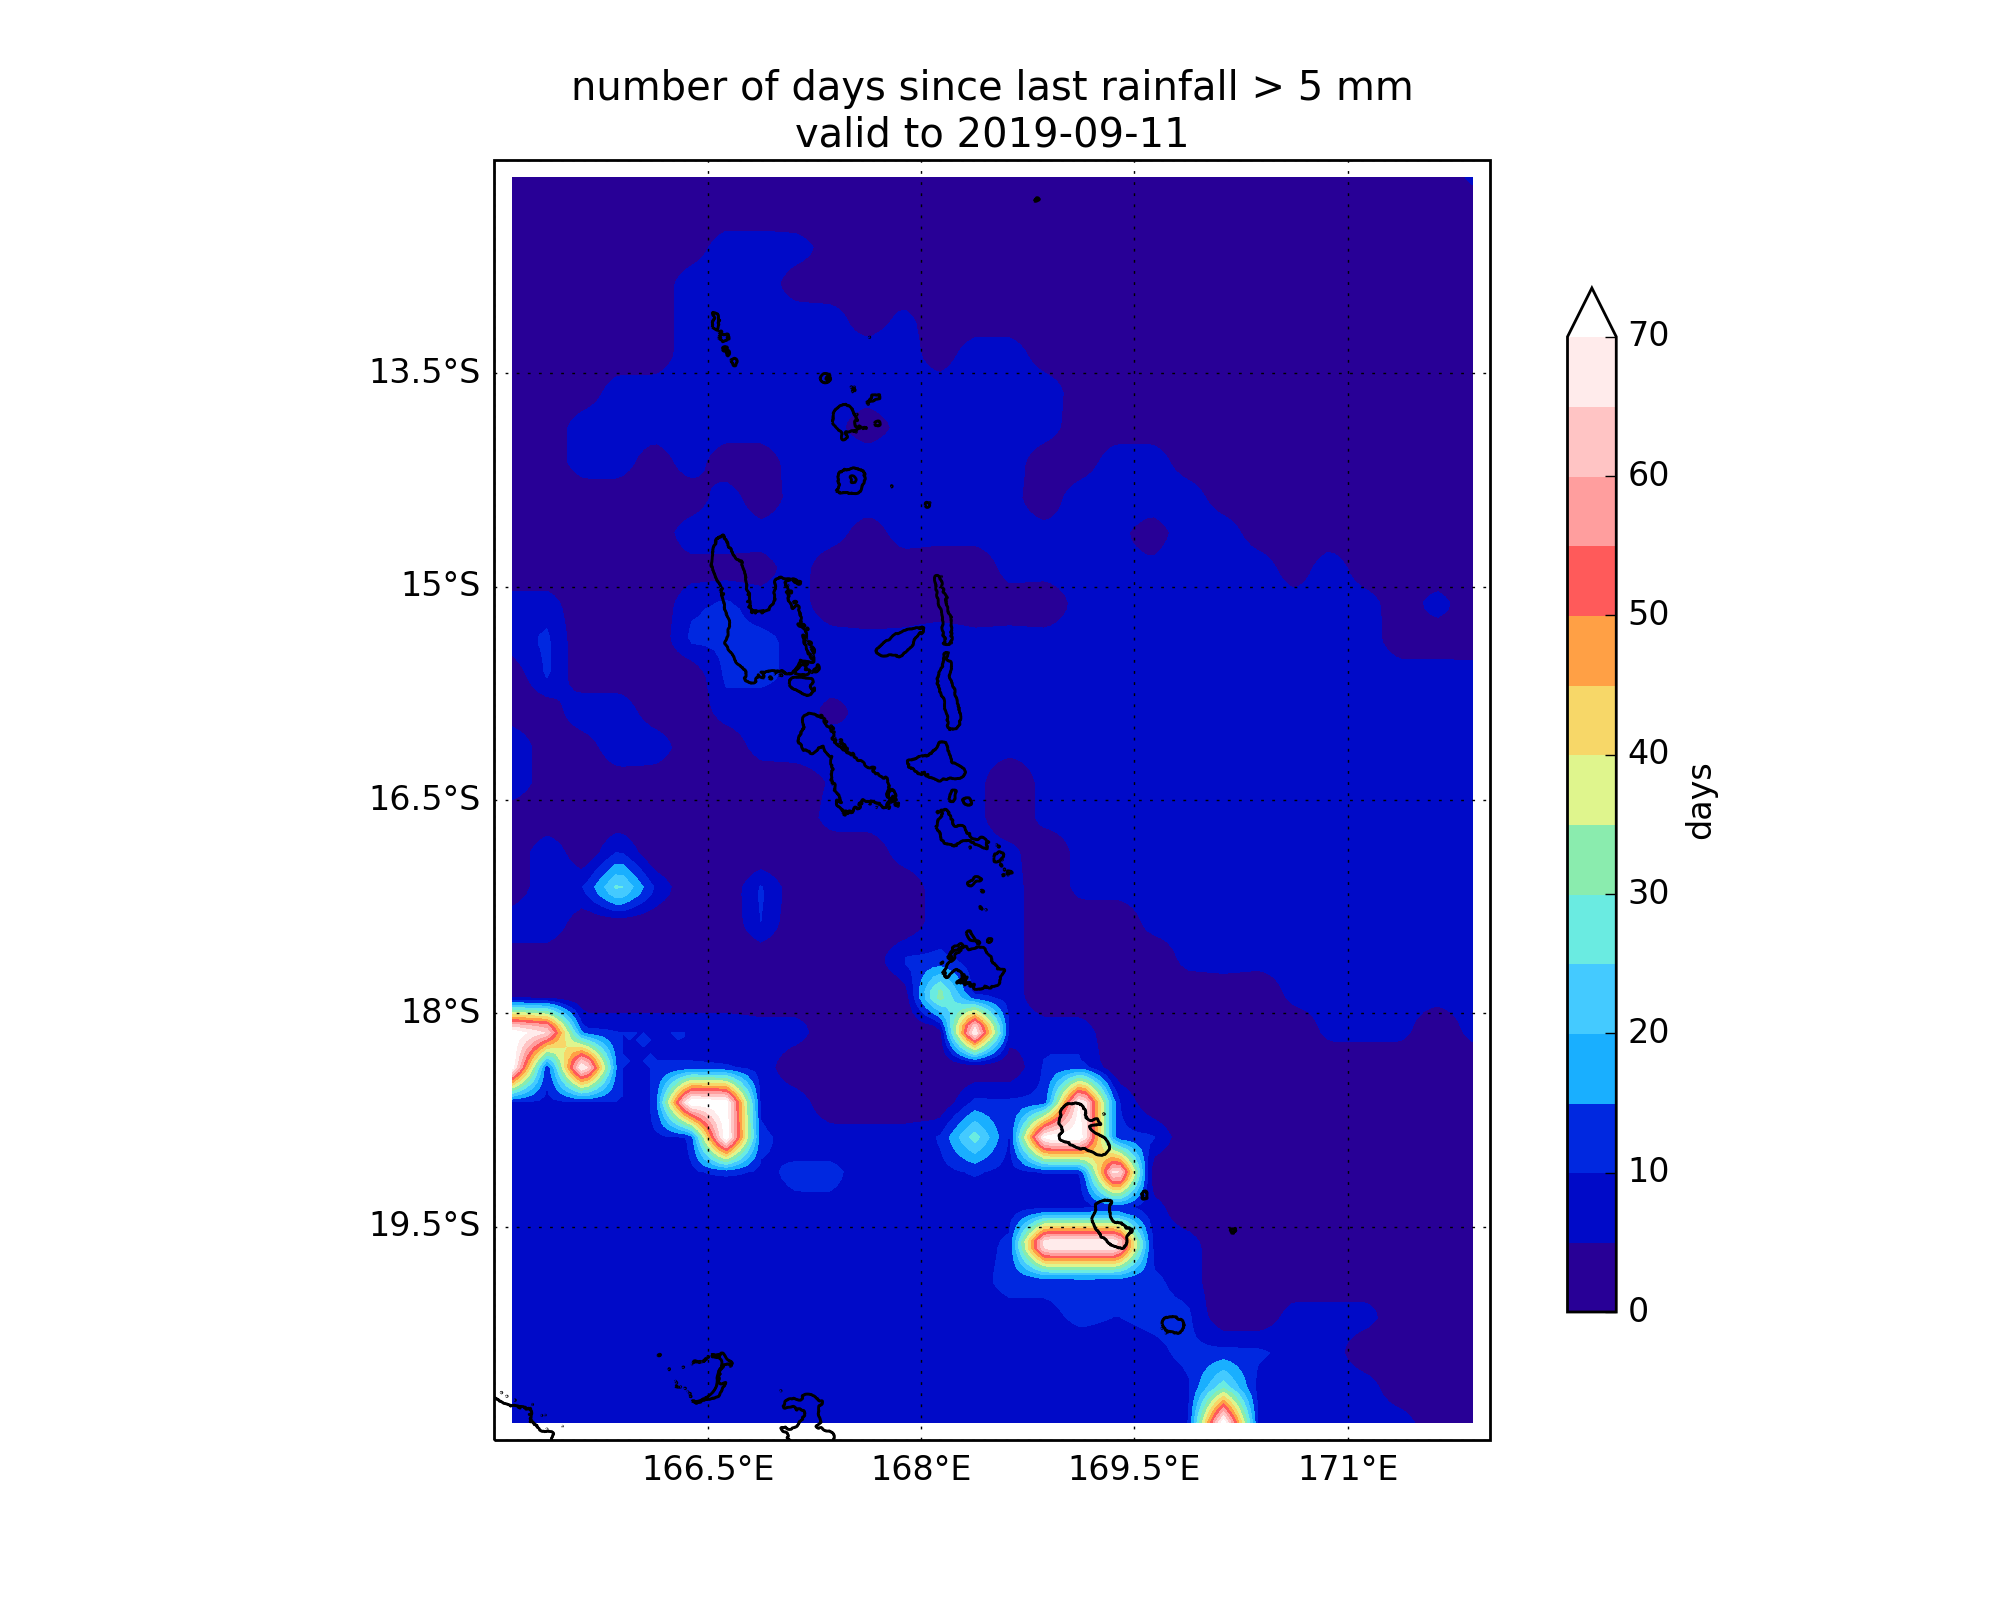 number of days since last rainfall > 5 mm
valid to 2019-09-11
13.5°S
15°S
16.5°S
18°S
19.5°S
166.5°E
168°E
169.5°E
171°E
70
60
50
40
30
20
10
0
days